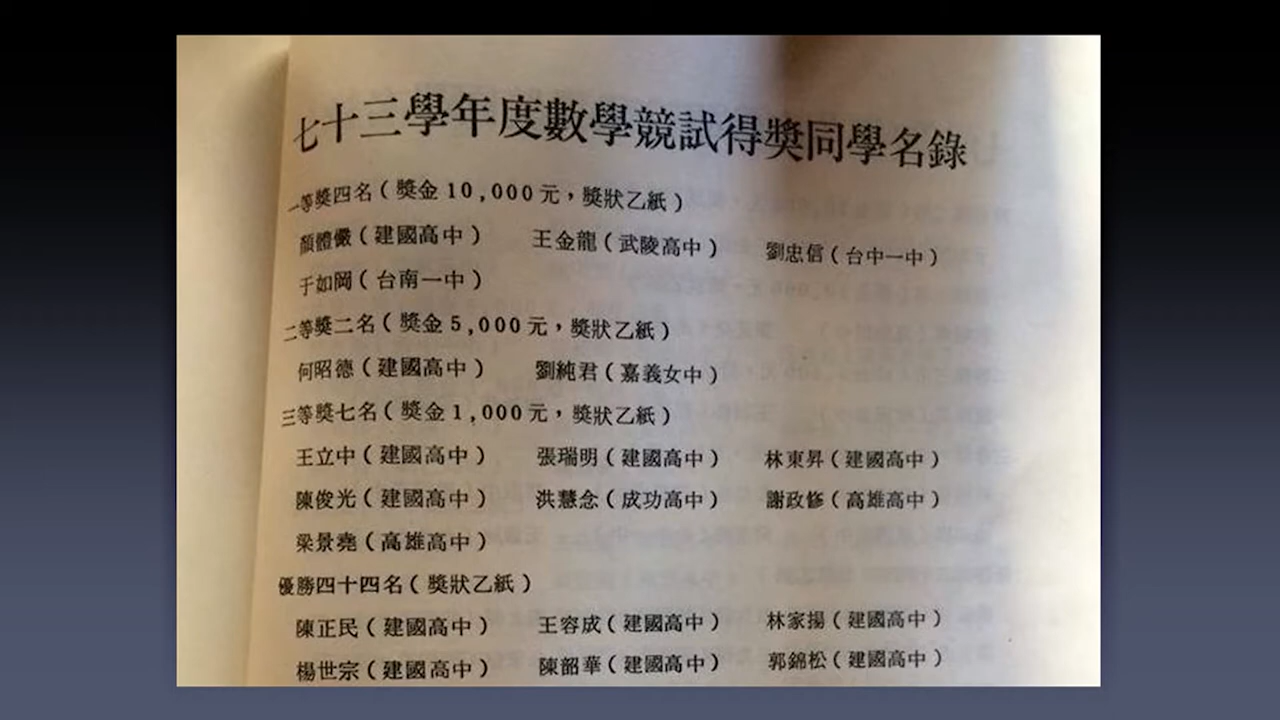 七十三學年度數學競試得獎同學名錄
一等獎四名(獎金10,000元,獎狀乙紙)
顏體儼(建國高中) 王金龍(武陵高中) 劉忠信(台中一中)
于如岡(台南一中)
二等獎二名(獎金5,000元,獎狀乙紙)
何昭德(建國高中) 劉純君(嘉義女中)
三等獎七名(獎金1,000元,獎狀乙紙)
王立中(建國高中) 張瑞明(建國高中) 林東昇(建國高中)
陳俊光(建國高中) 洪慧念(成功高中) 謝政修(高雄高中)
梁景堯(高雄高中)
優勝四十四名(獎狀乙紙)
陳正民(建國高中) 王容成(建國高中) 林家揚(建國高中)
楊世宗(建國高中) 陳韶華(建國高中) 郭錦松(建國高中)